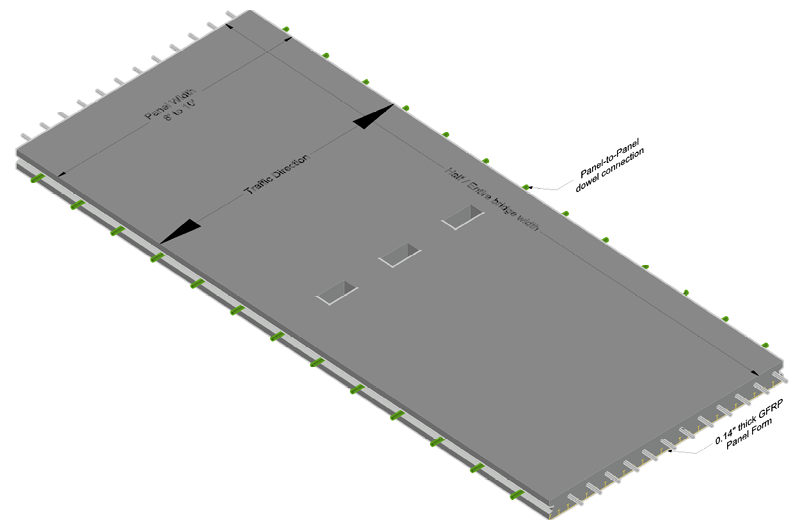 Panel Width
8' to 10'
Traffic Direction
Half / Entire bridge width
Panel-to-Panel
dowel connection
0.14" thick GFRP
Panel Form